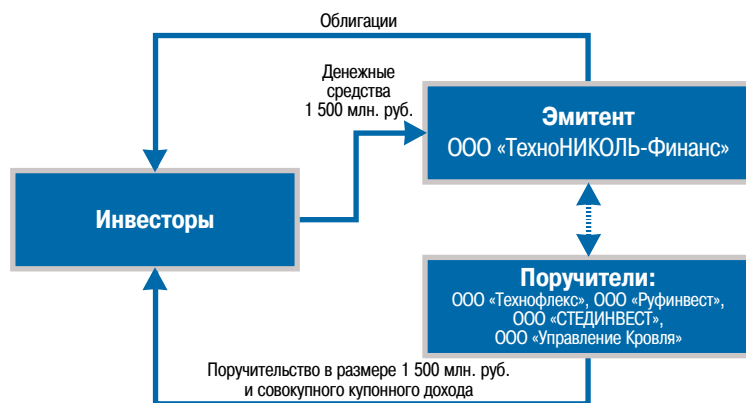 Облигации
Денежные
средства
1 500 млн. руб.
Эмитент
ООО «ТехноНИКОЛЬ-Финанс»
Инвесторы
Поручители:
ООО «Технофлекс», ООО «Руфинвест»,
ООО «СТЕДИНВЕСТ»,
ООО «Управление Кровля»
Поручительство в размере 1 500 млн. руб.
и совокупного купонного дохода